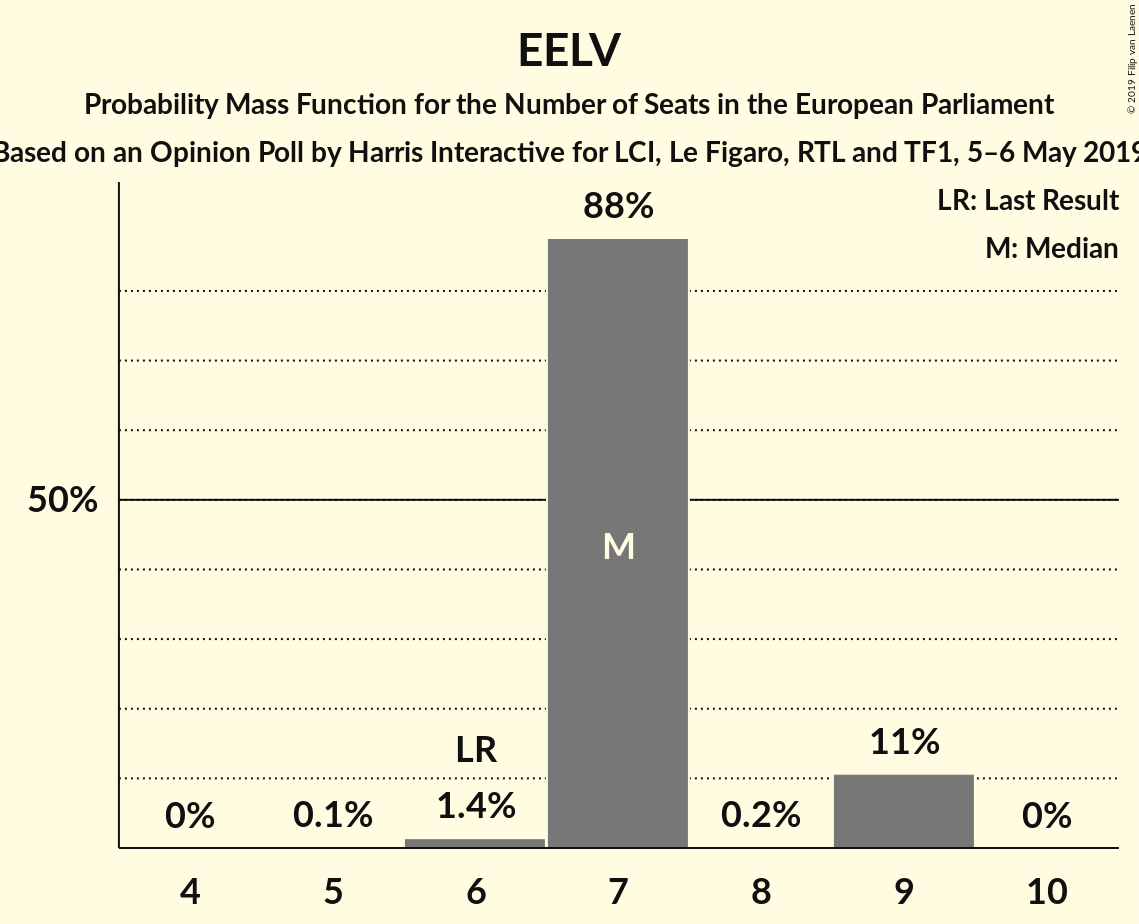 EELV
Probability Mass Function for the Number of Seats in the European Parliament
Based on an Opinion Poll by Harris Interactive for LCI, Le Figaro, RTL and TF1, 5–6 May 2019
© 2019 Filip van Laenen
LR: Last Result
M: Median
88%
50%
M
LR
11%
0%
0.1%
1.4%
0.2%
0%
4
5
6
7
8
9
10